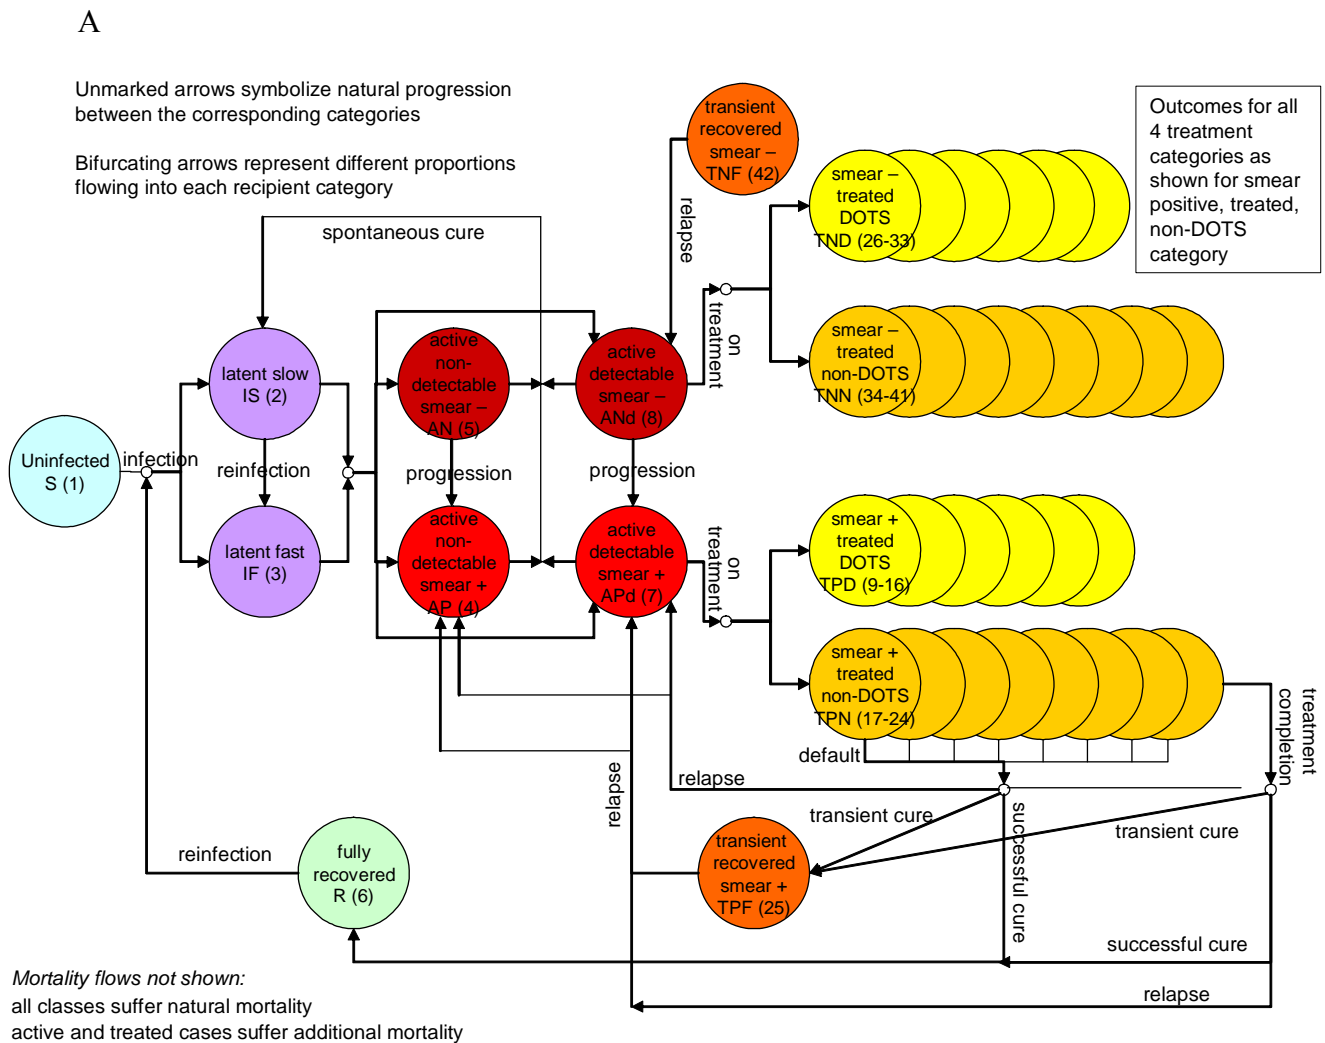 A
Unmarked arrows symbolize natural progression
between the corresponding categories
Bifurcating arrows represent different proportions
flowing into each recipient category
transient
recovered
smear –
TNF (42)
Outcomes for all
4 treatment
categories as
shown for smear
positive, treated,
non-DOTS
category
smear –
treated
DOTS
TND (26-33)
relapse
spontaneous cure
on
treatment
smear –
treated
non-DOTS
TNN (34-41)
latent slow
IS (2)
active
non-
detectable
smear –
AN (5)
active
detectable
smear –
ANd (8)
Uninfected
S (1)
infection
reinfection
progression
progression
latent fast
IF (3)
active
non-
detectable
smear +
AP (4)
active
detectable
smear +
APd (7)
on
treatment
smear +
treated
DOTS
TPD (9-16)
smear +
treated
non-DOTS
TPN (17-24)
treatment
completion
default
relapse
relapse
transient cure
transient cure
successful cure
reinfection
fully
recovered
R (6)
transient
recovered
smear +
TPF (25)
successful cure
relapse
Mortality flows not shown:
all classes suffer natural mortality
active and treated cases suffer additional mortality